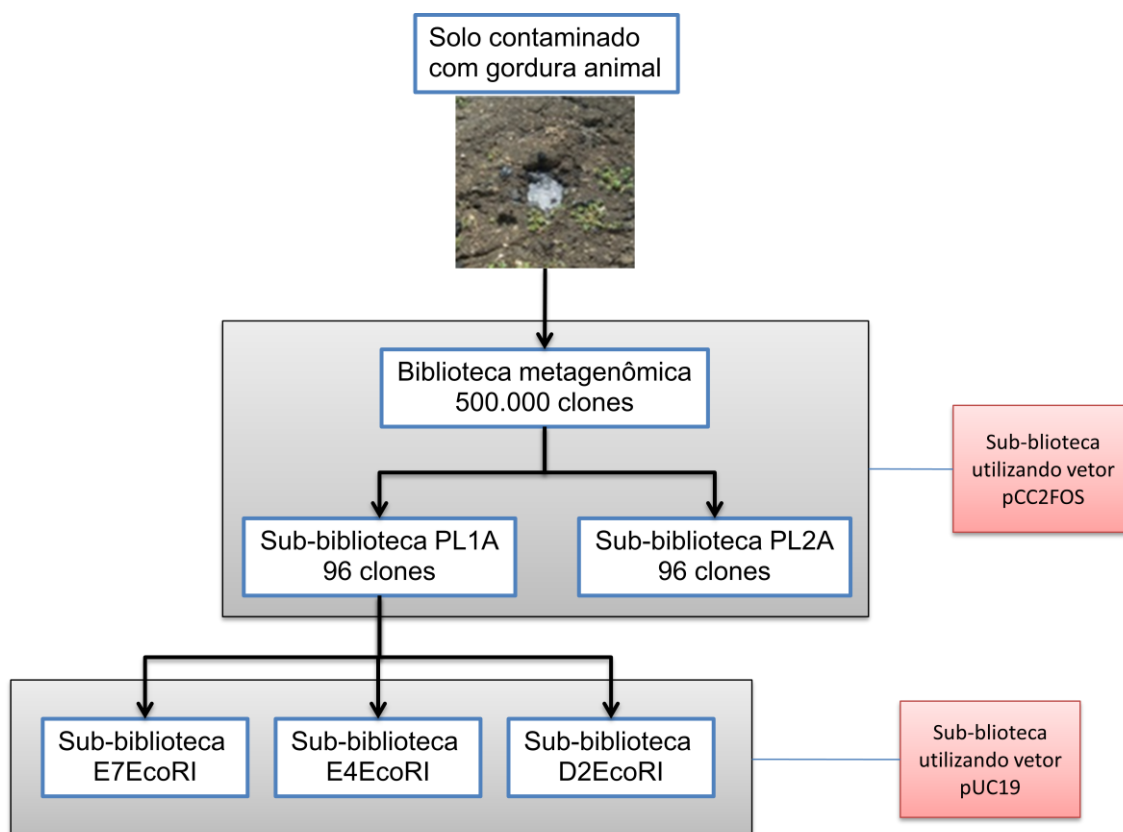 Solo contaminado
com gordura animal
Biblioteca metagenômica
500.000 clones
Sub-blioteca
utilizando vetor
pCC2FOS
Sub-biblioteca PL1A
96 clones
Sub-biblioteca PL2A
96 clones
Sub-biblioteca
E7EcoRI
Sub-biblioteca
E4EcoRI
Sub-biblioteca
D2EcoRI
Sub-blioteca
utilizando vetor
pUC19